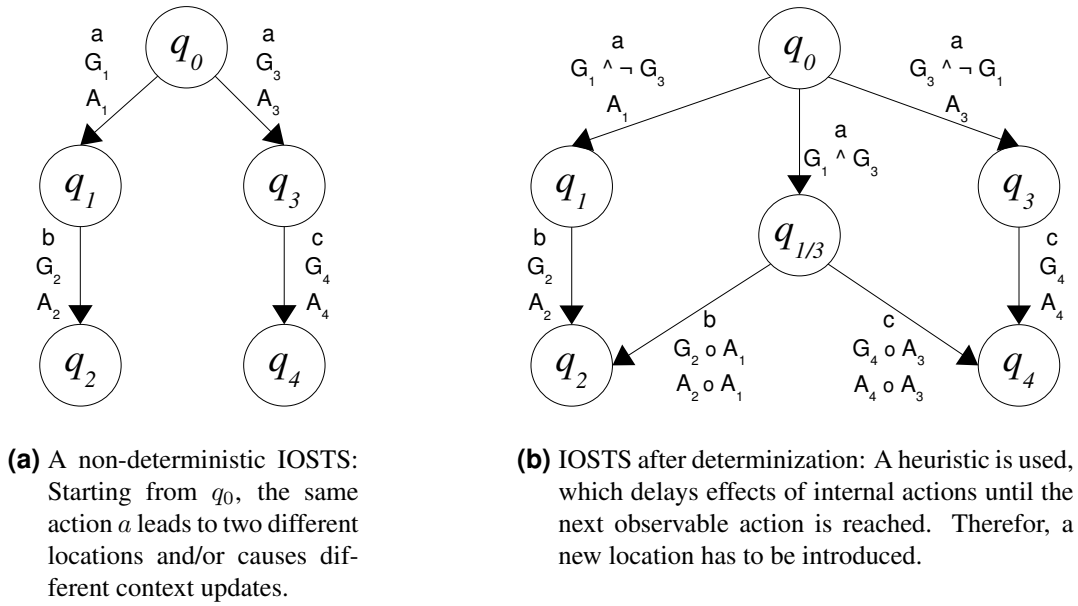 a
G₁
A₁
q₀
a
G₃
A₃
q₁
q₃
b
G₂
A₂
c
G₄
A₄
q₂
q₄
a
G₁ ^ ¬ G₃
A₁
q₀
a
G₃ ^ ¬ G₁
A₃
a
G₁ ^ G₃
q₁
q₃
q₁/₃
b
G₂
A₂
c
G₄
A₄
b
G₂ o A₁
A₂ o A₁
c
G₄ o A₃
A₄ o A₃
q₂
q₄
(a) A non-deterministic IOSTS:
Starting from q₀, the same
action a leads to two different
locations and/or causes dif-
ferent context updates.
(b) IOSTS after determinization: A heuristic is used,
which delays effects of internal actions until the
next observable action is reached. Therefor, a
new location has to be introduced.